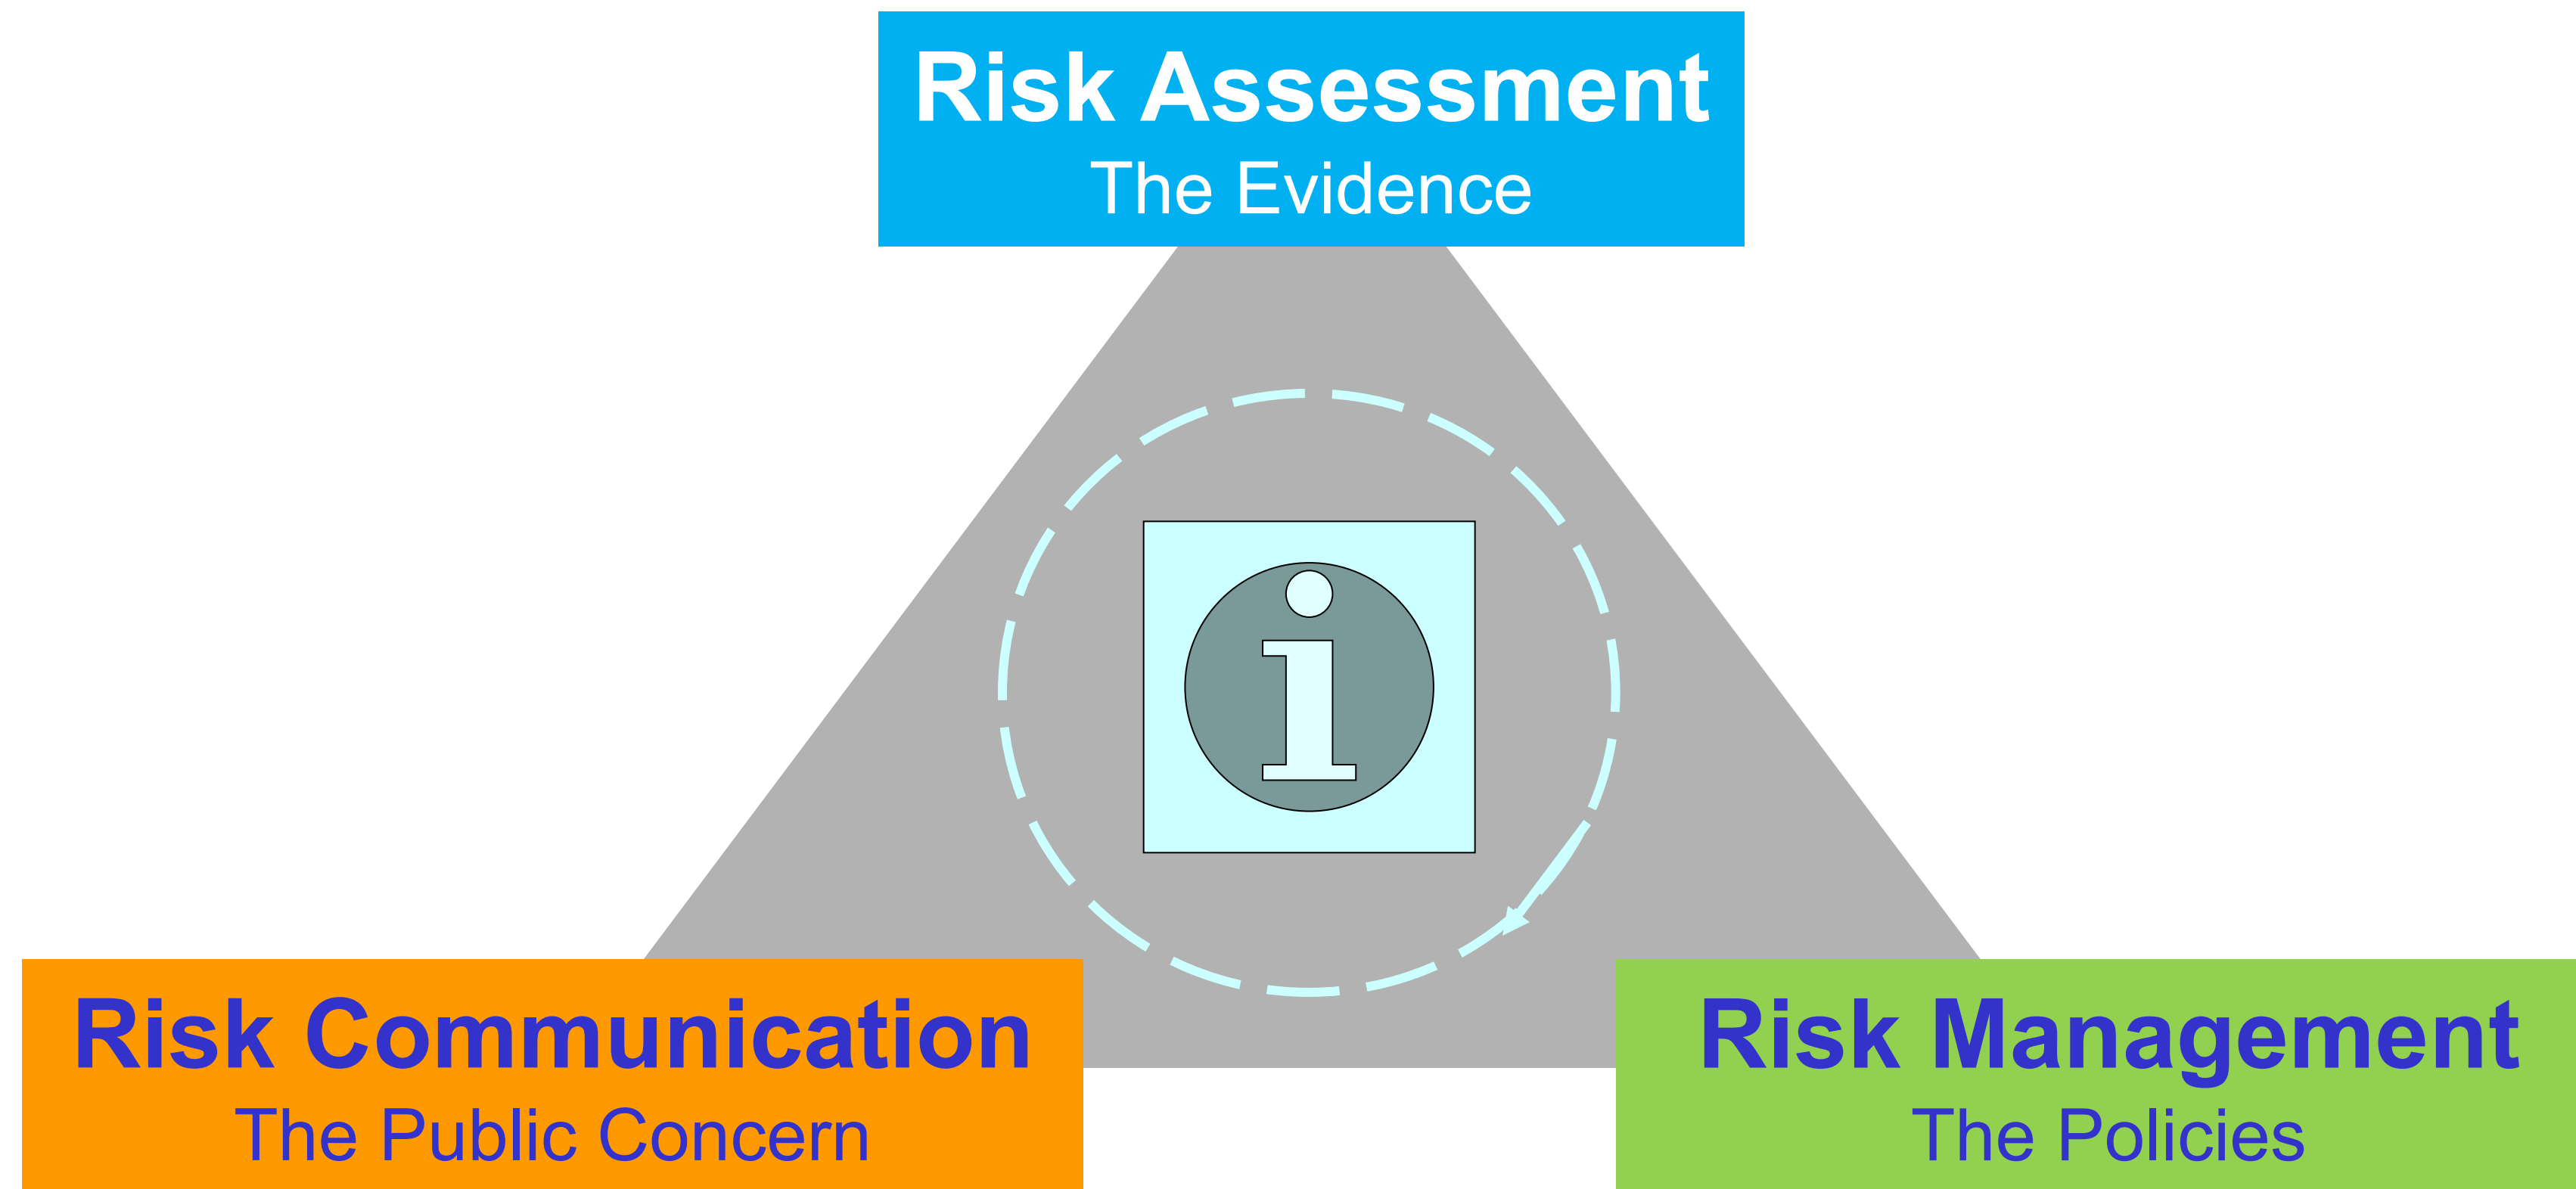 Risk Assessment
The Evidence
i
Risk Communication
The Public Concern
Risk Management
The Policies